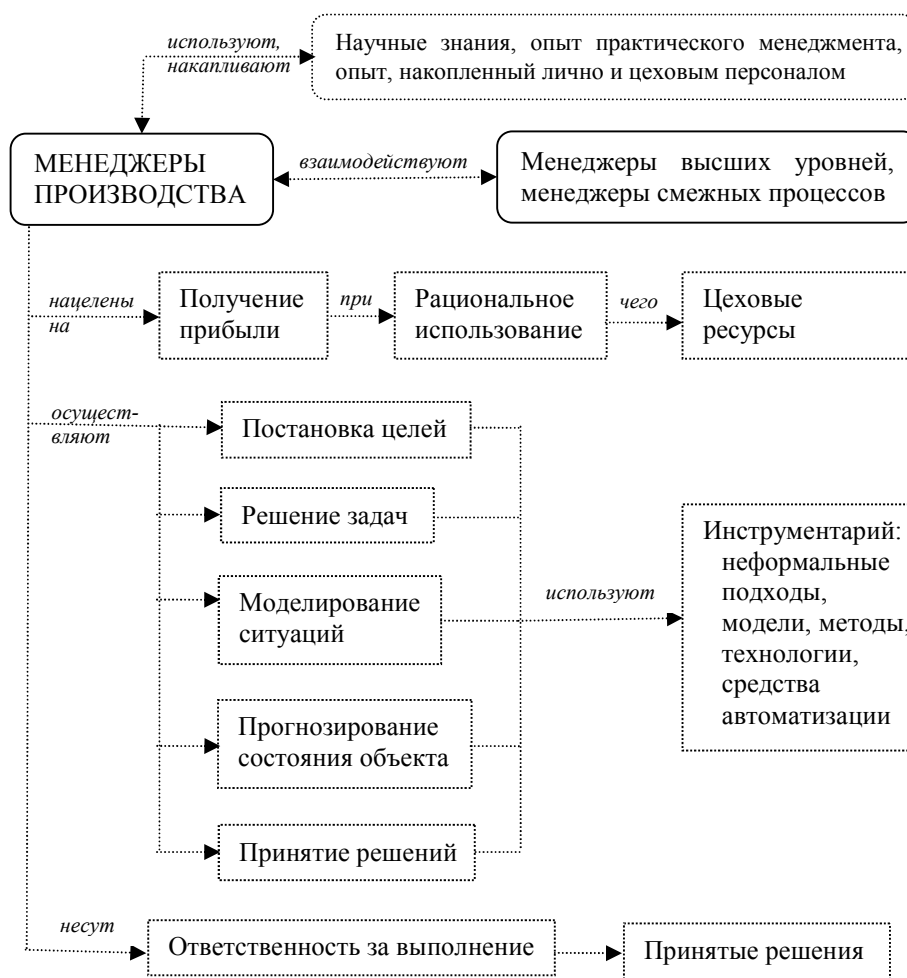 используют,
накапливают
Научные знания, опыт практического менеджмента,
опыт, накопленный лично и цеховым персоналом
МЕНЕДЖЕРЫ
ПРОИЗВОДСТВА
взаимодействуют
Менеджеры высших уровней,
менеджеры смежных процессов
нацелены
на
Получение
прибыли
при
Рациональное
использование
чего
Цеховые
ресурсы
осущест-
вляют
Постановка целей
Решение задач
Моделирование
ситуаций
Прогнозирование
состояния объекта
Принятие решений
используют
Инструментарий:
неформальные
подходы,
модели, методы,
технологии,
средства
автоматизации
несут
Ответственность за выполнение
Принятые решения